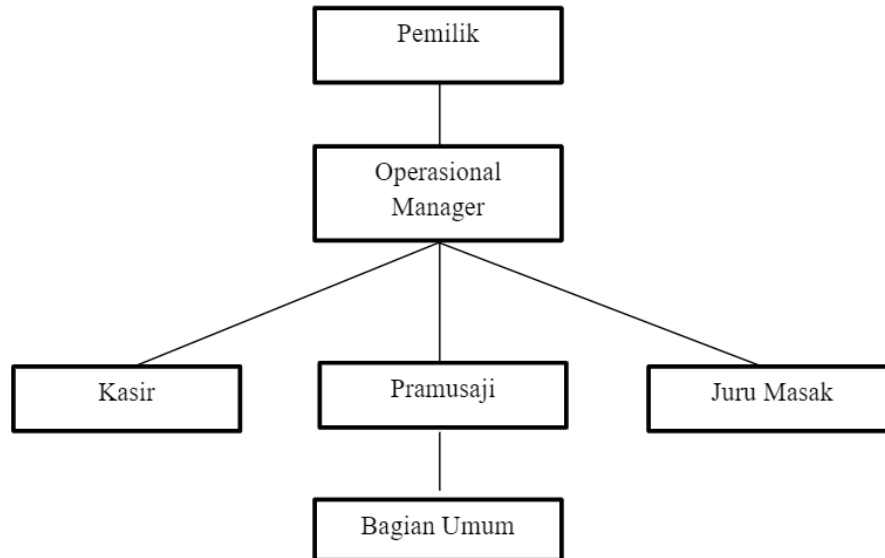 Pemilik
Operasional
Manager
Kasir
Pramusaji
Juru Masak
Bagian Umum